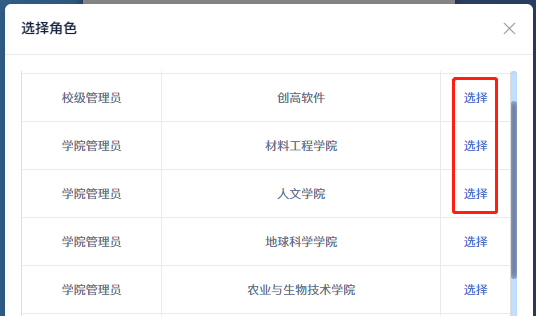 选择角色
校级管理员 创高软件 选择
学院管理员 材料工程学院 选择
学院管理员 人文学院 选择
学院管理员 地球科学学院 选择
学院管理员 农业与生物技术学院 选择